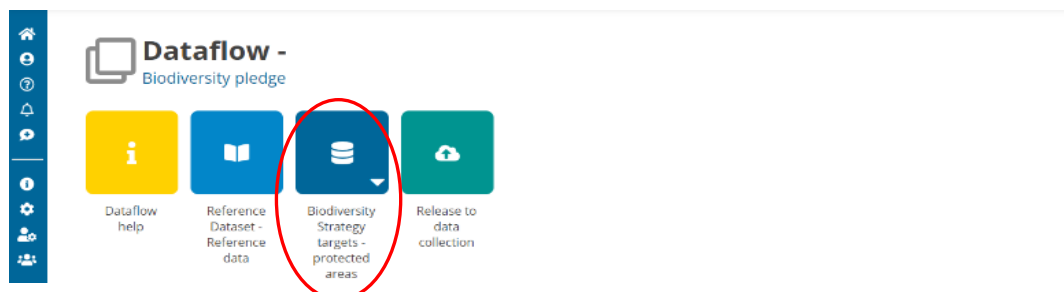 Dataflow -
Biodiversity pledge
Dataflow
help
Reference
Dataset -
Reference
data
Biodiversity
Strategy
targets -
protected
areas
Release to
data
collection